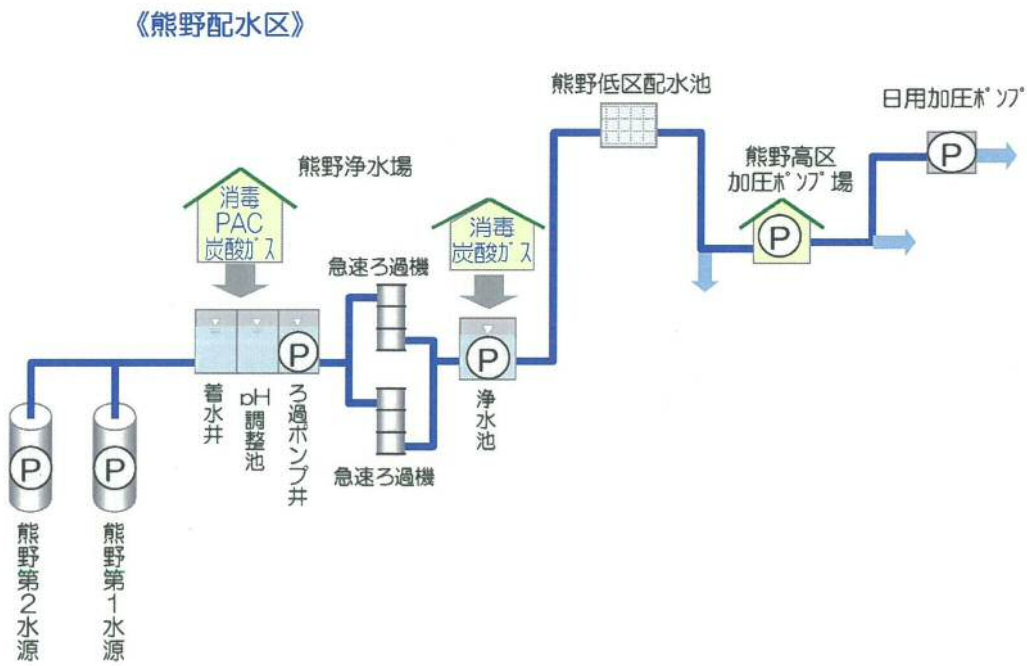 《熊野配水区》
熊野低区配水池
日用加圧ポンプ
熊野浄水場
熊野高区
加圧ポンプ場
消毒
PAC
炭酸ガス
消毒
炭酸ガス
急速ろ過機
P
P
P
P
P
P
P
着水井
pH
調整池
ろ過ポンプ井
浄水池
急速ろ過機
熊野第2水源
熊野第1水源